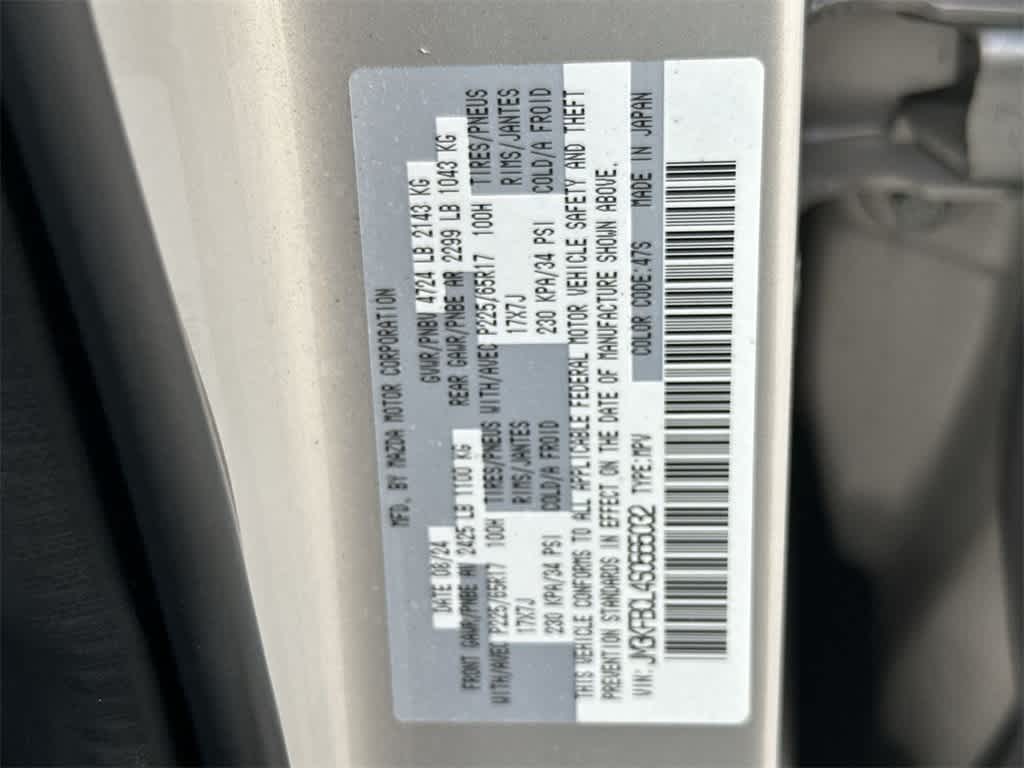 MFD. BY MAZDA MOTOR CORPORATION
DATE 08/24 GVWR/PNBV 4724 LB 2143 KG
FRONT GAWR/PNBE AV 2425 LB 1100 KG REAR GAWR/PNBE AR 2299 LB 1043 KG
WITH/AVEC P225/65R17 100H TIRES/PNEUS WITH/AVEC P225/65R17 100H TIRES/PNEUS
17X7J RIMS/JANTES 17X7J RIMS/JANTES
230 KPA/34 PSI COLD/A FROID 230 KPA/34 PSI COLD/A FROID
THIS VEHICLE CONFORMS TO ALL APPLICABLE FEDERAL MOTOR VEHICLE SAFETY AND THEFT
PREVENTION STANDARDS IN EFFECT ON THE DATE OF MANUFACTURE SHOWN ABOVE.
VIN: TYPE:MPV COLOR CODE:47S MADE IN JAPAN